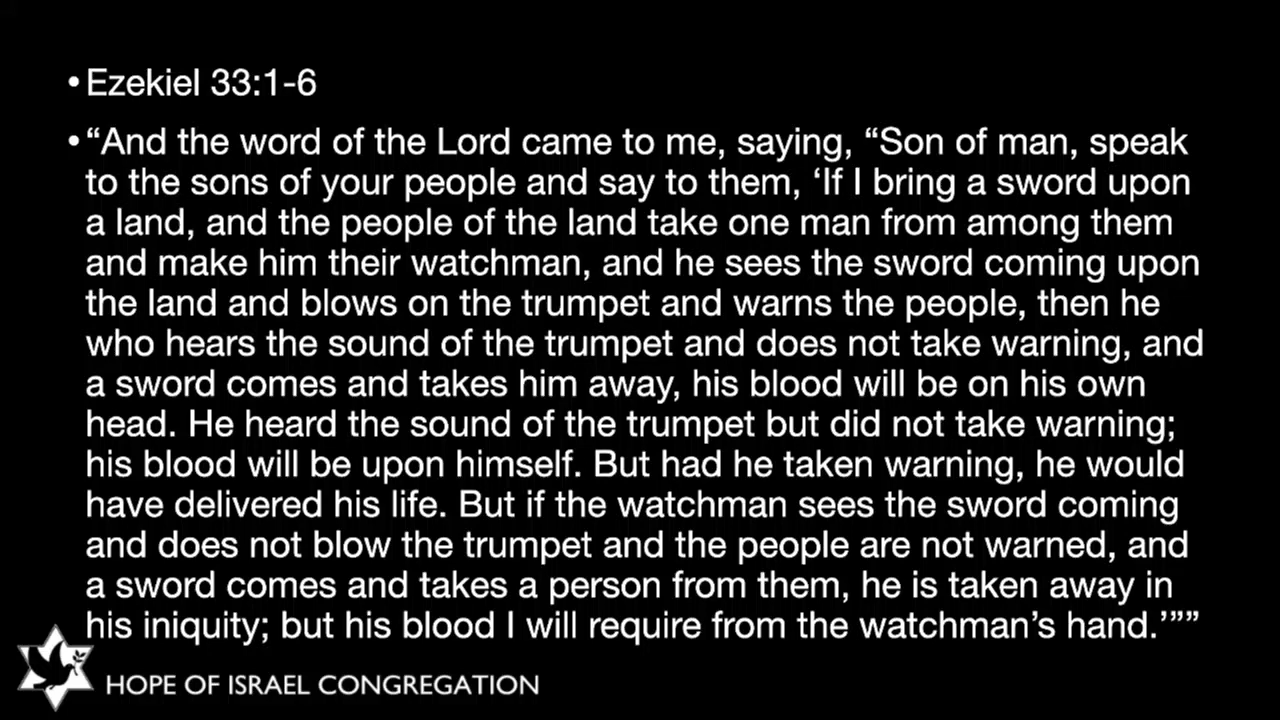 • Ezekiel 33:1-6
• “And the word of the Lord came to me, saying, “Son of man, speak
to the sons of your people and say to them, ‘If I bring a sword upon
a land, and the people of the land take one man from among them
and make him their watchman, and he sees the sword coming upon
the land and blows on the trumpet and warns the people, then he
who hears the sound of the trumpet and does not take warning, and
a sword comes and takes him away, his blood will be on his own
head. He heard the sound of the trumpet but did not take warning;
his blood will be upon himself. But had he taken warning, he would
have delivered his life. But if the watchman sees the sword coming
and does not blow the trumpet and the people are not warned, and
a sword comes and takes a person from them, he is taken away in
his iniquity; but his blood I will require from the watchman’s hand.’””
HOPE OF ISRAEL CONGREGATION